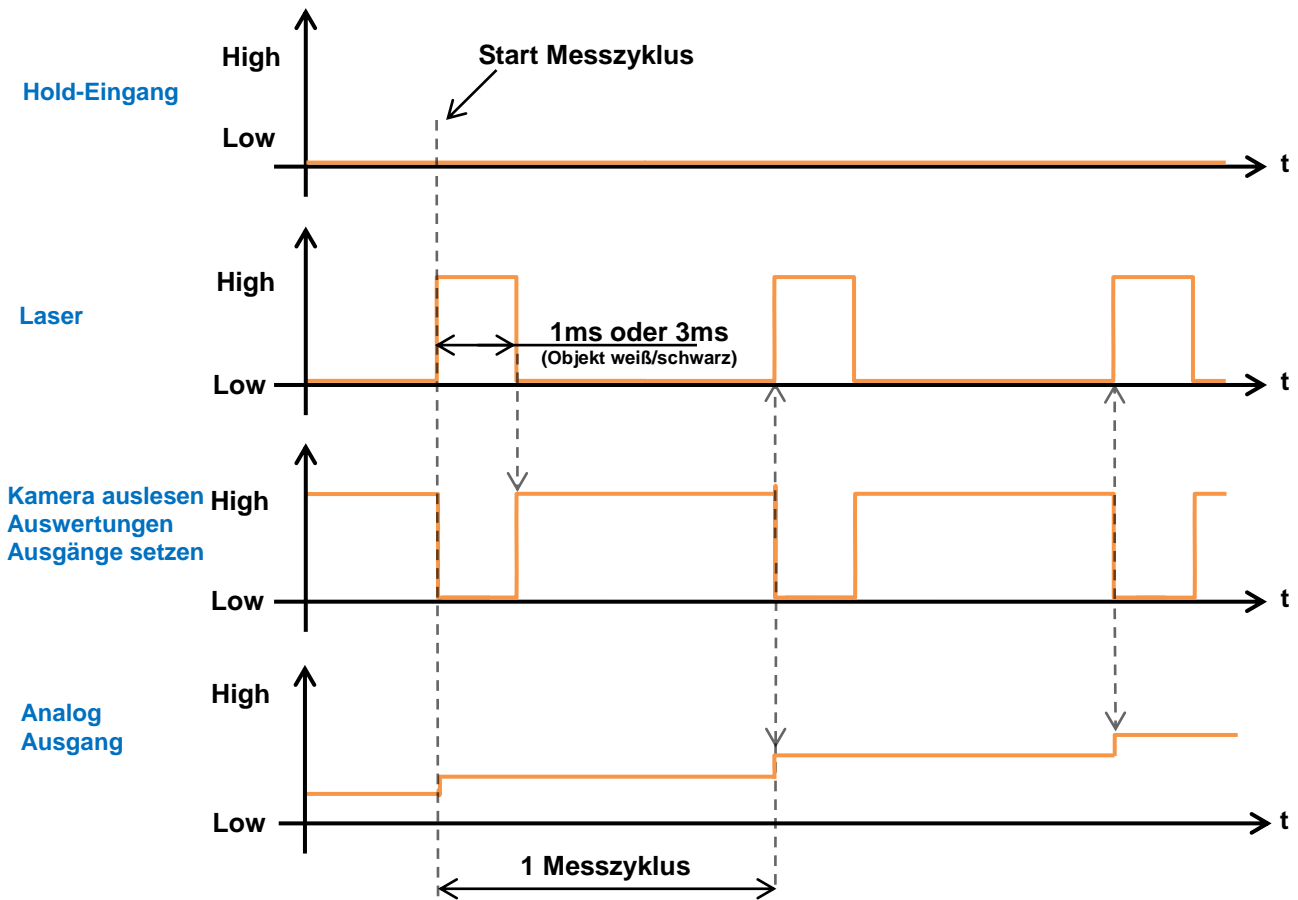 High
Start Messzyklus
Hold-Eingang
Low
t
High
Laser
1ms oder 3ms
(Objekt weiß/schwarz)
Low
t
Kamera auslesen
High
Auswertungen
Ausgänge setzen
Low
t
High
Analog
Ausgang
Low
t
1 Messzyklus